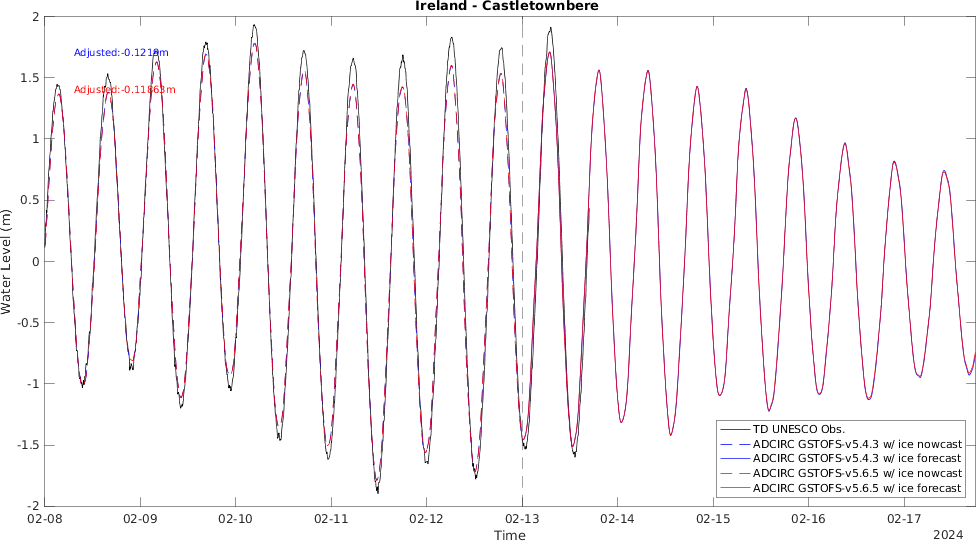 Ireland - Castletownbere
Water Level (m)
2
1.5
1
0.5
0
-0.5
-1
-1.5
-2
Adjusted:-0.1219m
Adjusted:-0.11863m
TD UNESCO Obs.
ADCIRC GSTOFS-v5.4.3 w/ ice nowcast
ADCIRC GSTOFS-v5.4.3 w/ ice forecast
ADCIRC GSTOFS-v5.6.5 w/ ice nowcast
ADCIRC GSTOFS-v5.6.5 w/ ice forecast
02-08 02-09 02-10 02-11 02-12 02-13 02-14 02-15 02-16 02-17
Time
2024